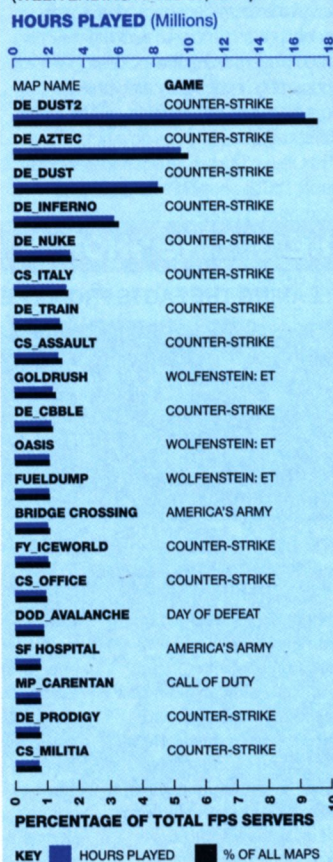 HOURS PLAYED (Millions)
0 2 4 6 8 10 12 14 16 18
MAP NAME GAME
DE_DUST2 COUNTER-STRIKE
DE_AZTEC COUNTER-STRIKE
DE_DUST COUNTER-STRIKE
DE_INFERNO COUNTER-STRIKE
DE_NUKE COUNTER-STRIKE
CS_ITALY COUNTER-STRIKE
DE_TRAIN COUNTER-STRIKE
CS_ASSAULT COUNTER-STRIKE
GOLDRUSH WOLFENSTEIN: ET
DE_CBBLE COUNTER-STRIKE
OASIS WOLFENSTEIN: ET
FUELDUMP WOLFENSTEIN: ET
BRIDGE CROSSING AMERICA'S ARMY
FY_ICEWORLD COUNTER-STRIKE
CS_OFFICE COUNTER-STRIKE
DOD_AVALANCHE DAY OF DEFEAT
SF HOSPITAL AMERICA'S ARMY
MP_CARENTAN CALL OF DUTY
DE_PRODIGY COUNTER-STRIKE
CS_MILITIA COUNTER-STRIKE
0 1 2 3 4 5 6 7 8 9 10
PERCENTAGE OF TOTAL FPS SERVERS
KEY HOURS PLAYED % OF ALL MAPS